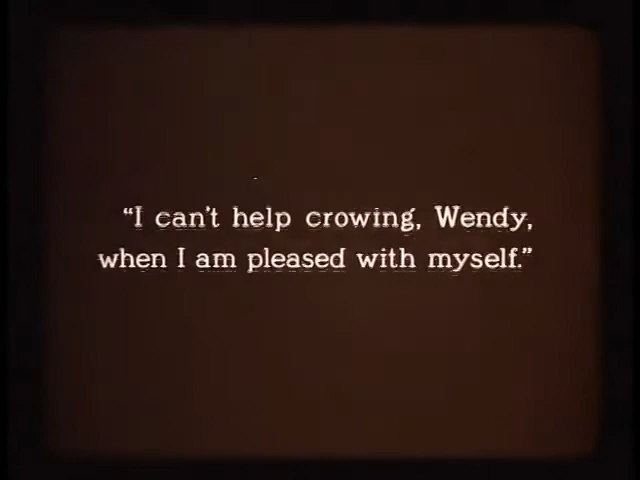 “I can't help crowing, Wendy,
when I am pleased with myself.”